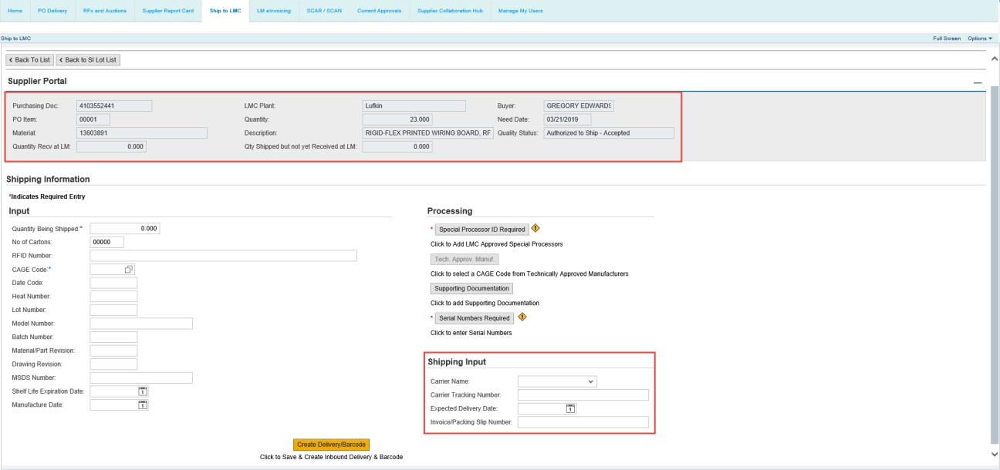 Home PO Delivery RFx and Auctions Supplier Report Card Ship to LMC LM eInvoicing SCAR / SCAN Current Approvals Supplier Collaboration Hub Manage My Users
Ship to LMC Full Screen Options
Back To List Back to SI Lot List
Supplier Portal
Purchasing Doc: 4103552441 LMC Plant: Lufkin Buyer: GREGORY EDWARDS
PO Item: 00001 Quantity: 23.000 Need Date: 03/21/2019
Material: 13603891 Description: RIGID-FLEX PRINTED WIRING BOARD, RF Quality Status: Authorized to Ship - Accepted
Quantity Recv at LM: 0.000 Qty Shipped but not yet Received at LM: 0.000
Shipping Information
*Indicates Required Entry
Input
Quantity Being Shipped:* 0.000
No of Cartons: 00000
RFID Number:
CAGE Code:*
Date Code:
Heat Number:
Lot Number:
Model Number:
Batch Number:
Material/Part Revision:
Drawing Revision:
MSDS Number:
Shelf Life Expiration Date: 1
Manufacture Date: 1
Processing
* Special Processor ID Required
Click to Add LMC Approved Special Processors
Tech. Approv. Manuf.
Click to select a CAGE Code from Technically Approved Manufacturers
Supporting Documentation
Click to add Supporting Documentation
* Serial Numbers Required
Click to enter Serial Numbers
Shipping Input
Carrier Name:
Carrier Tracking Number:
Expected Delivery Date: 1
Invoice/Packing Slip Number:
Create Delivery/Barcode
Click to Save & Create Inbound Delivery & Barcode